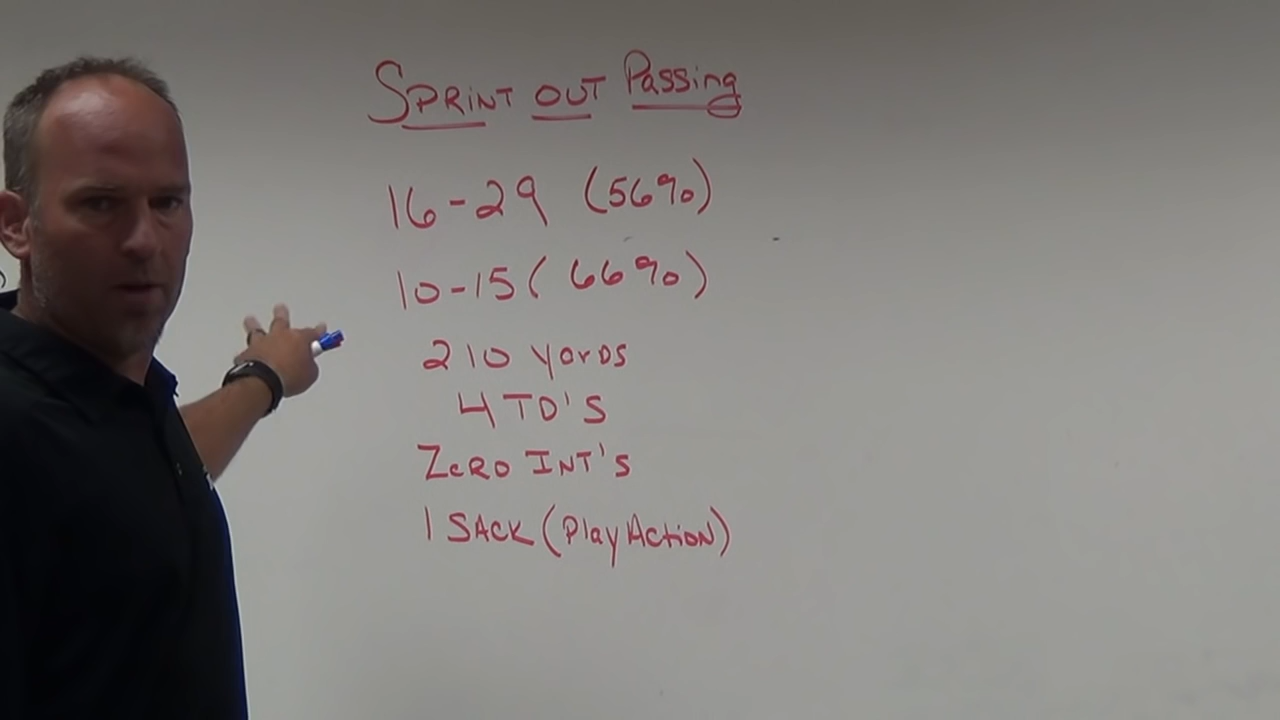 SPRINT OUT Passing
16-29 (56%)
10-15 (66%)
210 yards
4 TD'S
ZERO INT'S
1 SACK (Play Action)